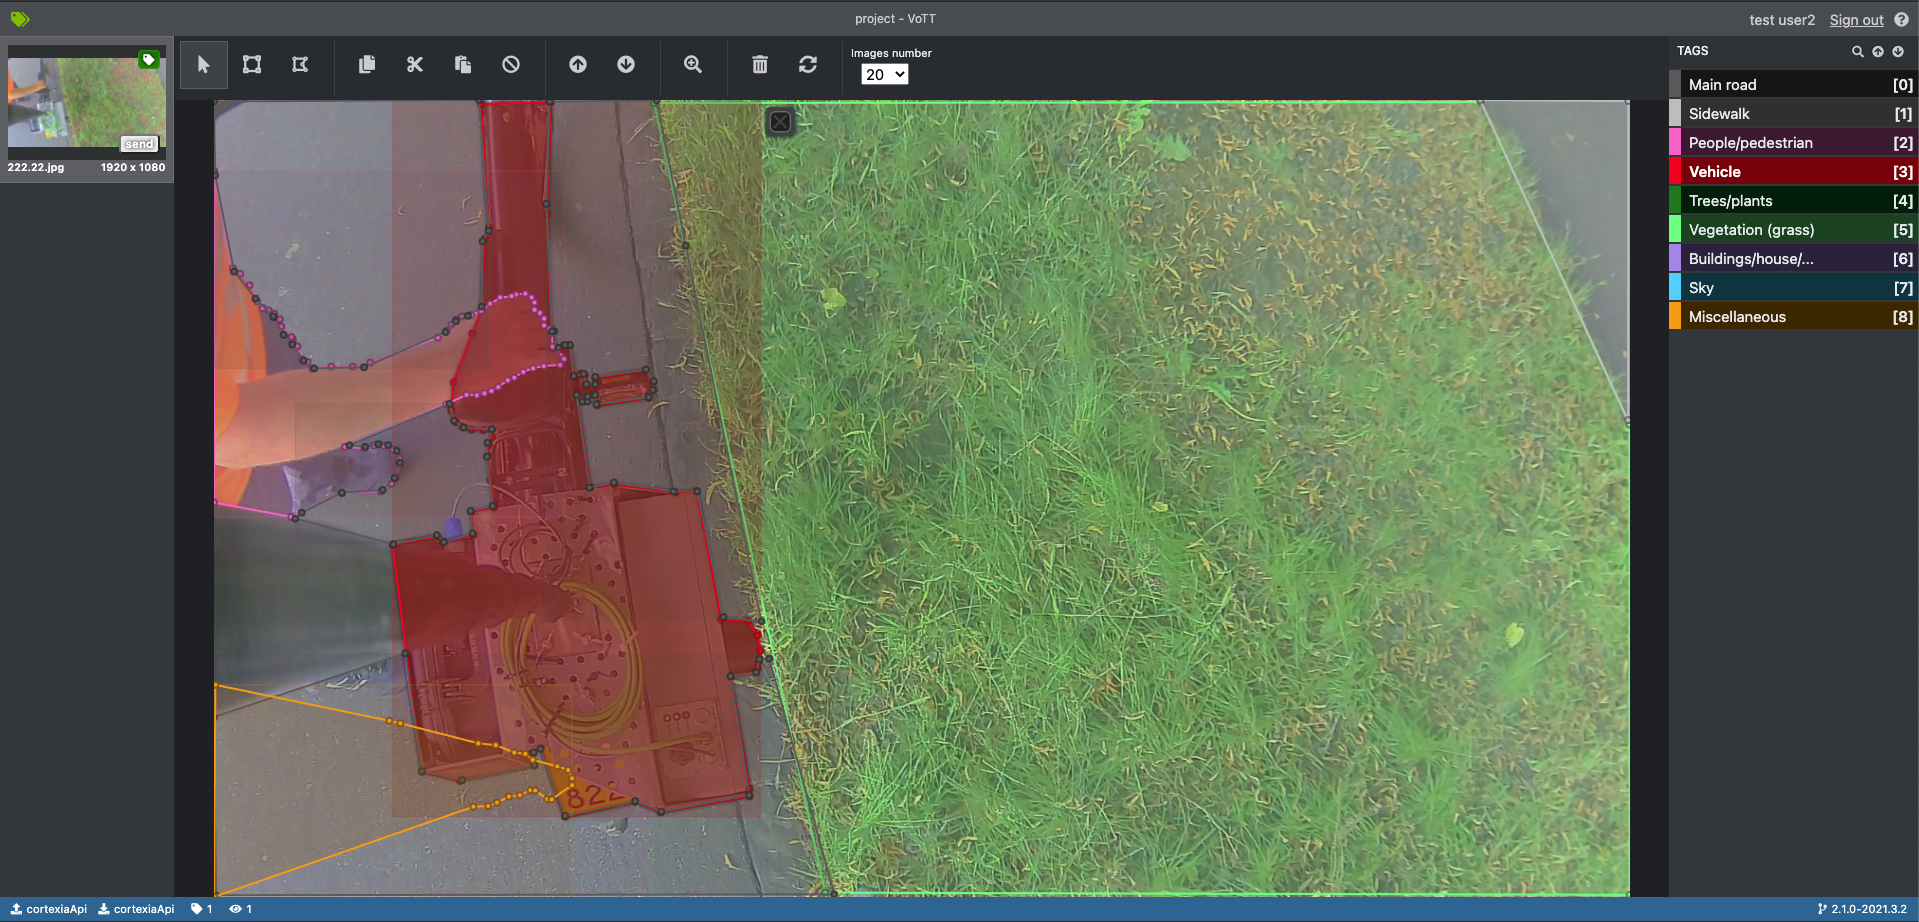 project - VoTT
test user2 Sign out
Images number
20
TAGS
send
222.22.jpg 1920 x 1080
Main road [0]
Sidewalk [1]
People/pedestrian [2]
Vehicle [3]
Trees/plants [4]
Vegetation (grass) [5]
Buildings/house/... [6]
Sky [7]
Miscellaneous [8]
822
cortexiaApi cortexiaApi 1 1
2.1.0-2021.3.2